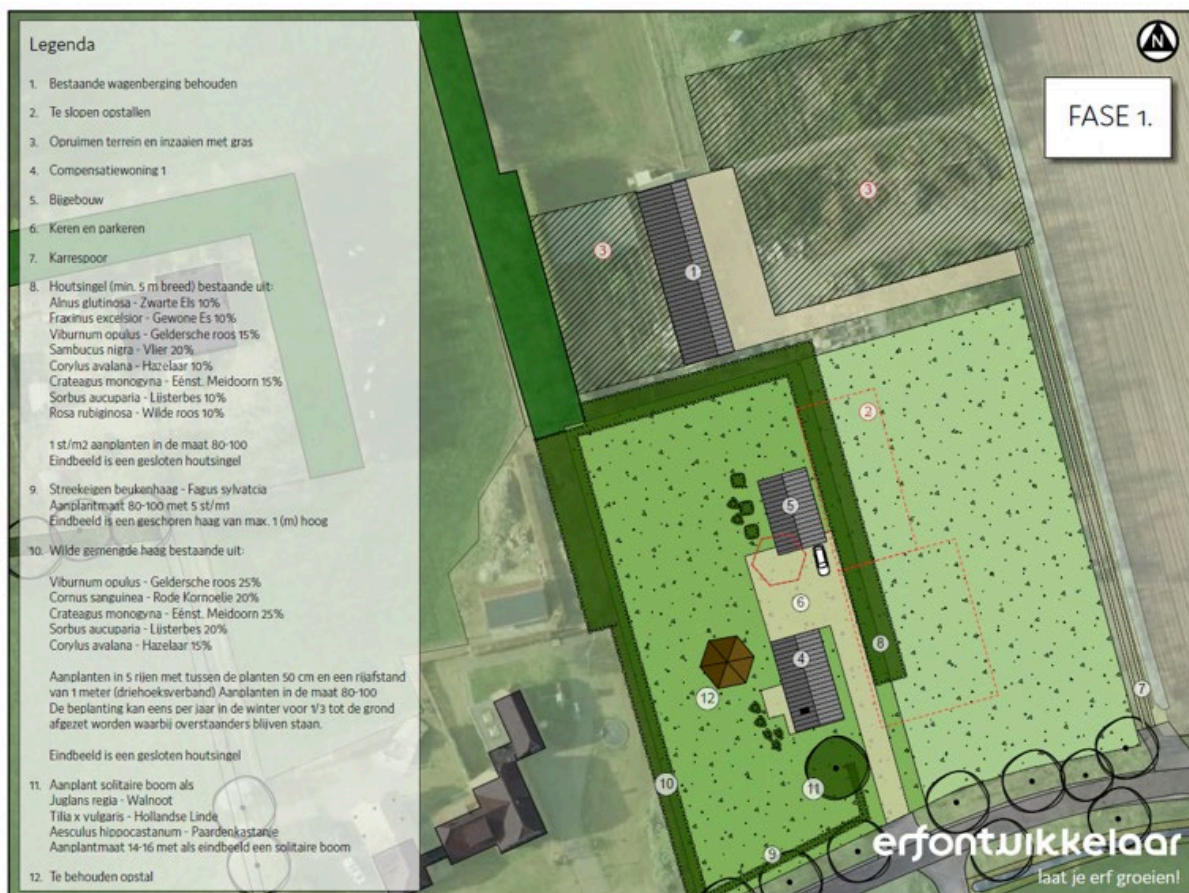 Legenda
1. Bestaande wagenberging behouden
2. Te slopen opstallen
3. Opruimen terrein en inzaaien met gras
4. Compensatiewoning 1
5. Bijgebouw
6. Keren en parkeren
7. Karrespoor
8. Houtsingel (min. 5 m breed) bestaande uit:
Alnus glutinosa - Zwarte Els 10%
Fraxinus excelsior - Gewone Es 10%
Viburnum opulus - Geldersche roos 15%
Sambucus nigra - Vlier 20%
Corylus avalana - Hazelaar 10%
Crateagus monogyna - Eénst. Meidoorn 15%
Sorbus aucuparia - Lijsterbes 10%
Rosa rubiginosa - Wilde roos 10%
1 st/m2 aanplanten in de maat 80-100
Eindbeeld is een gesloten houtsingel
9. Streekeigen beukenhaag - Fagus sylvatcia
Aanplantmaat 80-100 met 5 st/m1
Eindbeeld is een geschoren haag van max. 1 (m) hoog
10. Wilde gemengde haag bestaande uit:
Viburnum opulus - Geldersche roos 25%
Cornus sanguinea - Rode Kornoelje 20%
Crateagus monogyna - Eénst. Meidoorn 25%
Sorbus aucuparia - Lijsterbes 20%
Corylus avalana - Hazelaar 15%
Aanplanten in 5 rijen met tussen de planten 50 cm en een rijafstand
van 1 meter (driehoeksverband) Aanplanten in de maat 80-100
De beplanting kan eens per jaar in de winter voor 1/3 tot de grond
afgezet worden waarbij overstaanders blijven staan.
Eindbeeld is een gesloten houtsingel
11. Aanplant solitaire boom als
Juglans regia - Walnoot
Tilia x vulgaris - Hollandse Linde
Aesculus hippocastanum - Paardenkastanje
Aanplantmaat 14-16 met als eindbeeld een solitaire boom
12. Te behouden opstal
N
FASE 1.
3
3
1
2
5
6
8
4
12
7
10
11
9
erfontwikkelaar
laat je erf groeien!